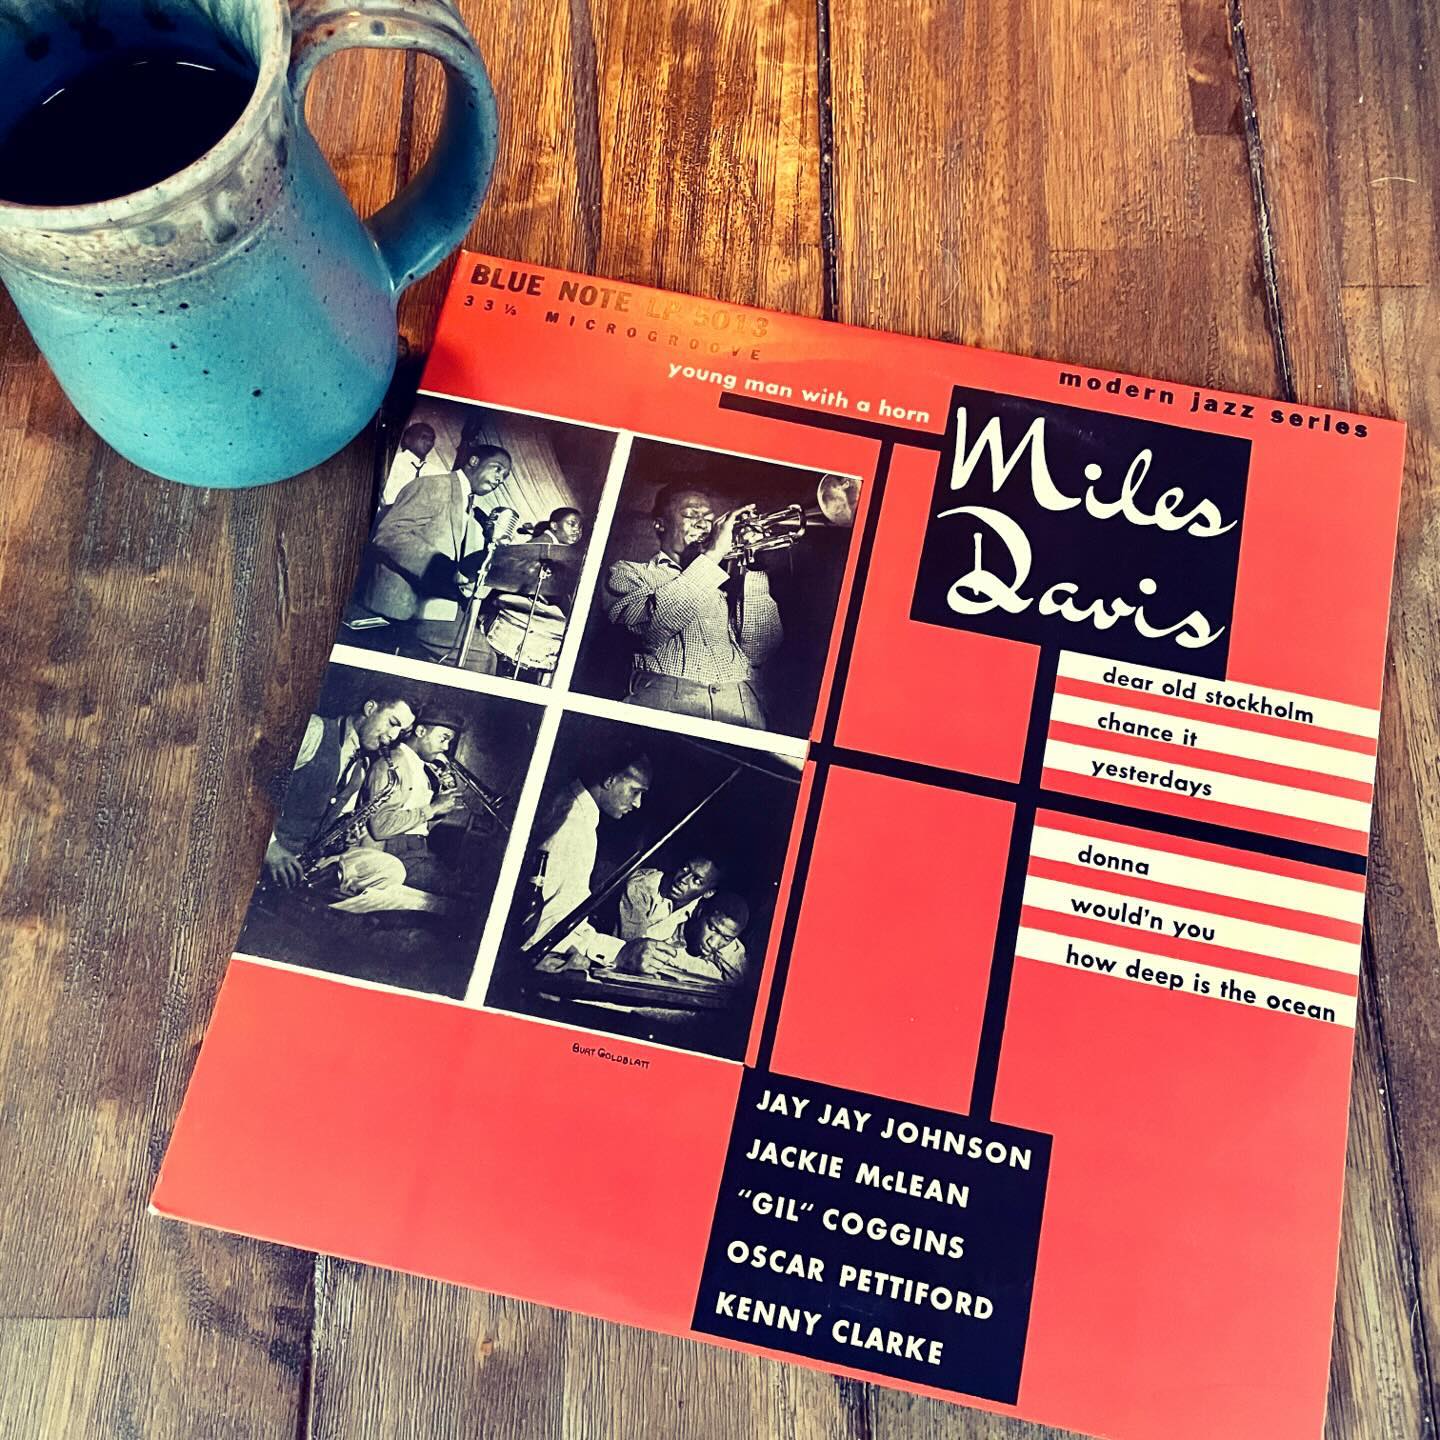 BLUE NOTE LP 5013
33⅓ MICROGROOVE
modern jazz series
young man with a horn
Miles
Davis
dear old stockholm
chance it
yesterdays
donna
would'n you
how deep is the ocean
BURT GOLDBLATT
JAY JAY JOHNSON
JACKIE McLEAN
"GIL" COGGINS
OSCAR PETTIFORD
KENNY CLARKE